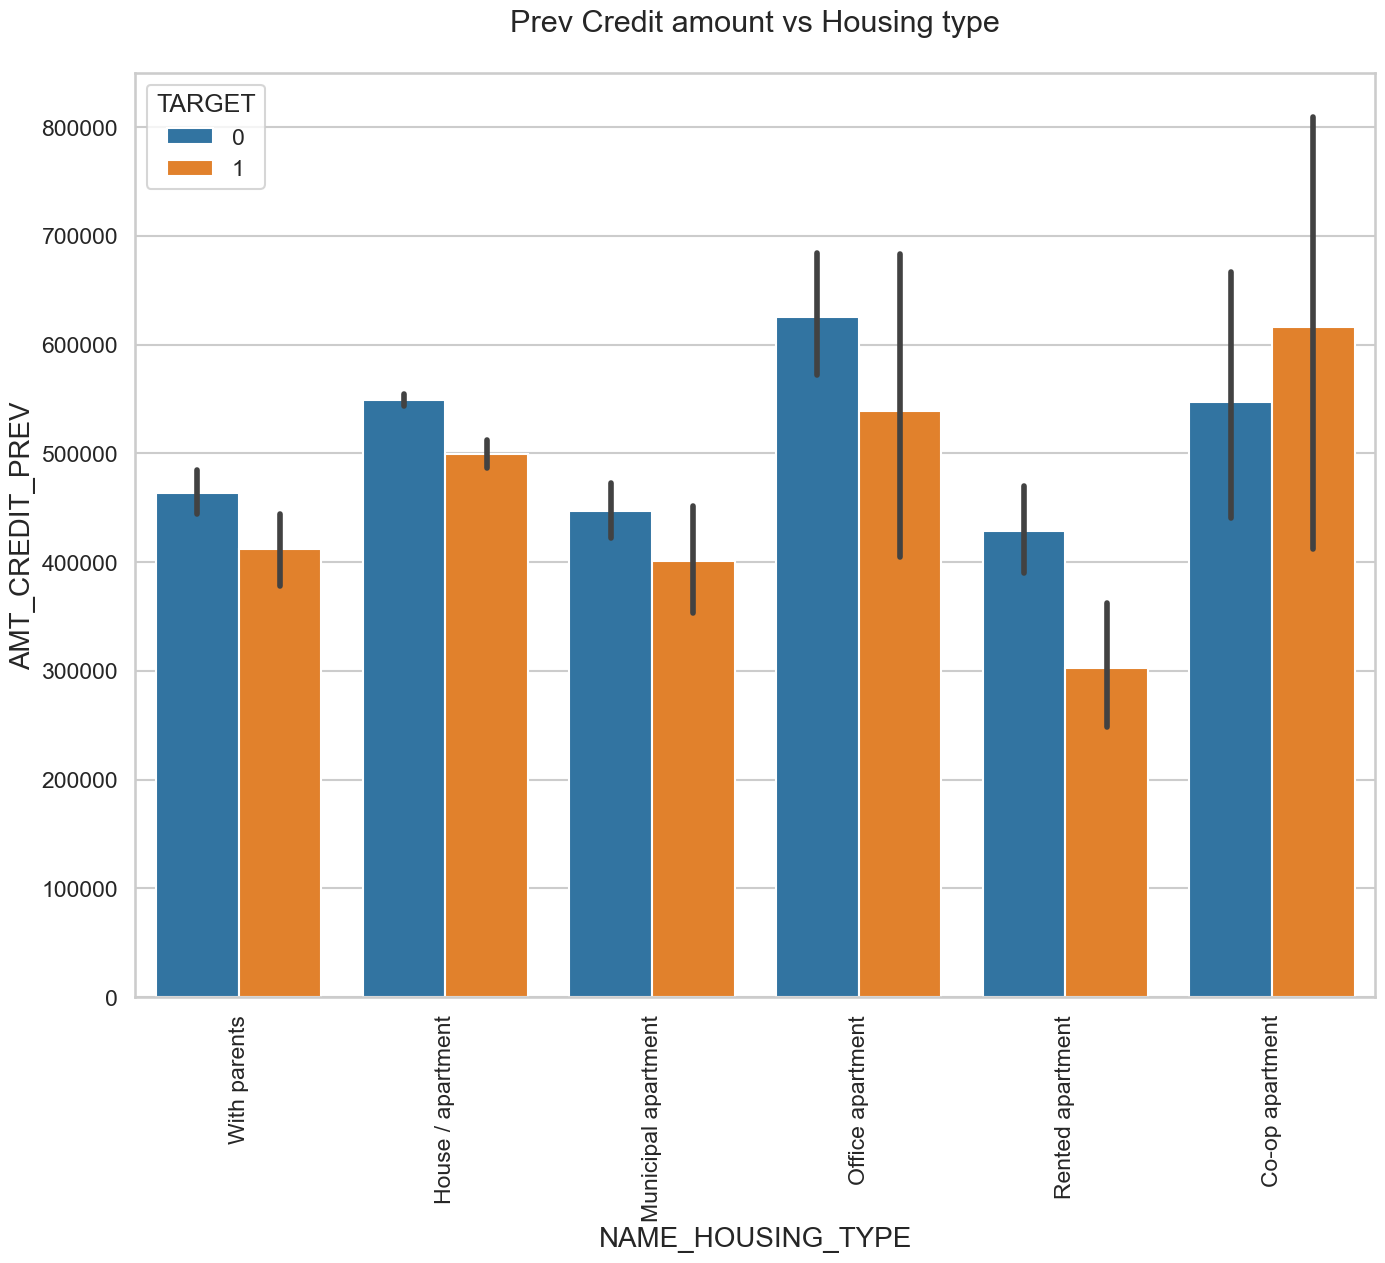 Prev Credit amount vs Housing type
TARGET
0
1
800000
700000
600000
500000
400000
300000
200000
100000
0
AMT_CREDIT_PREV
With parents
House / apartment
Municipal apartment
Office apartment
Rented apartment
Co-op apartment
NAME_HOUSING_TYPE